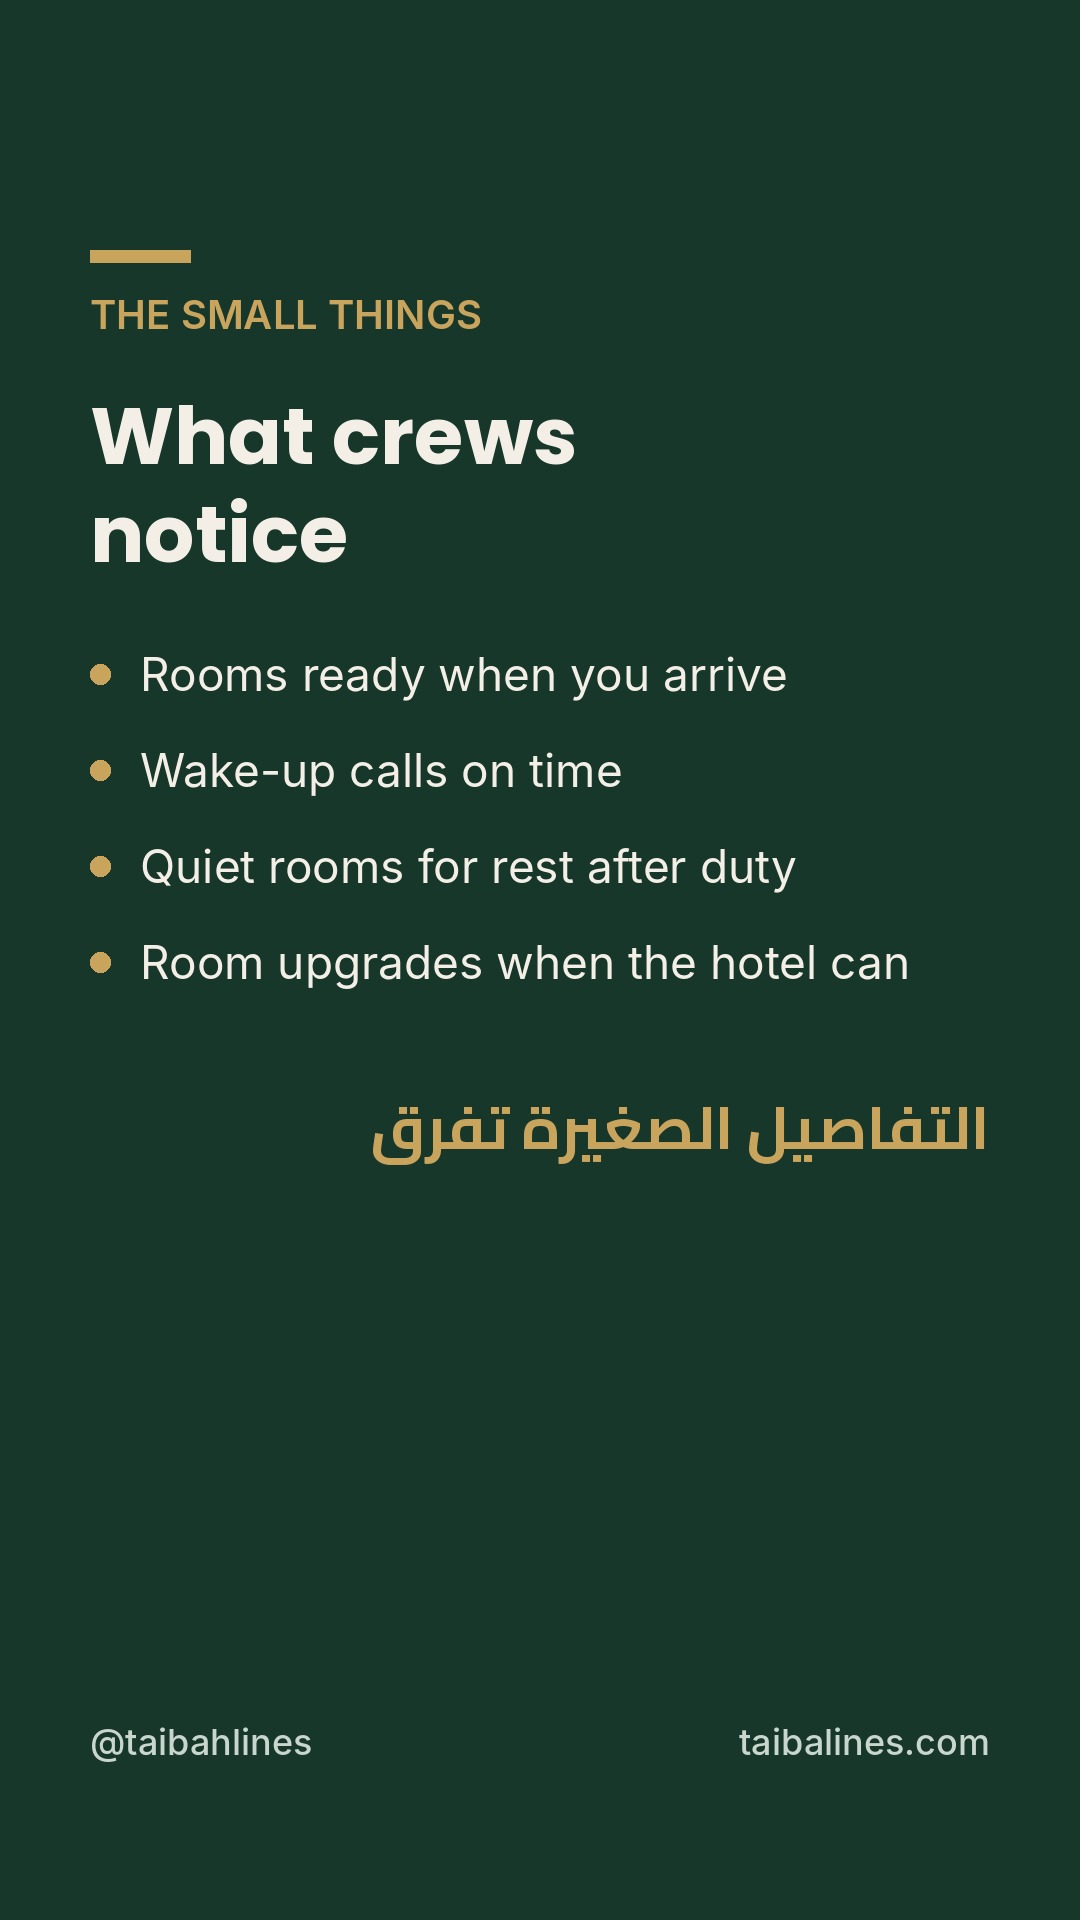 THE SMALL THINGS
What crews
notice
Rooms ready when you arrive
Wake-up calls on time
Quiet rooms for rest after duty
Room upgrades when the hotel can
التفاصيل الصغيرة تفرق
@taibahlines
taibalines.com